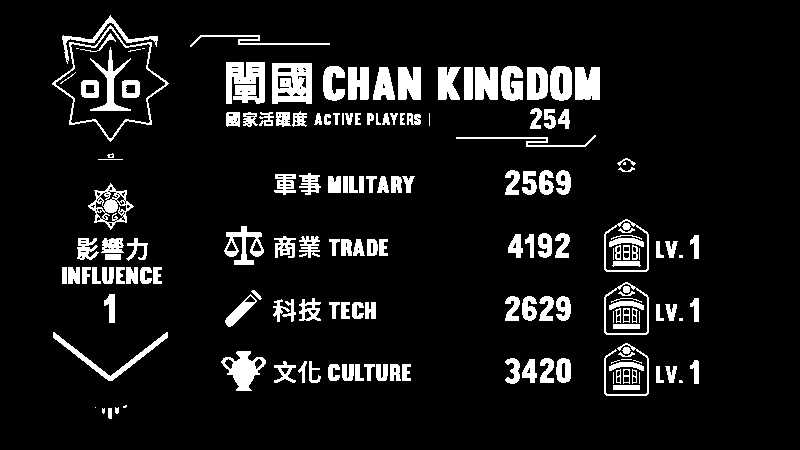 闡國 CHAN KINGDOM
國家活躍度 ACTIVE PLAYERS | 254
影響力
INFLUENCE
1
軍事 MILITARY 2569
商業 TRADE 4192 LV. 1
科技 TECH 2629 LV. 1
文化 CULTURE 3420 LV. 1